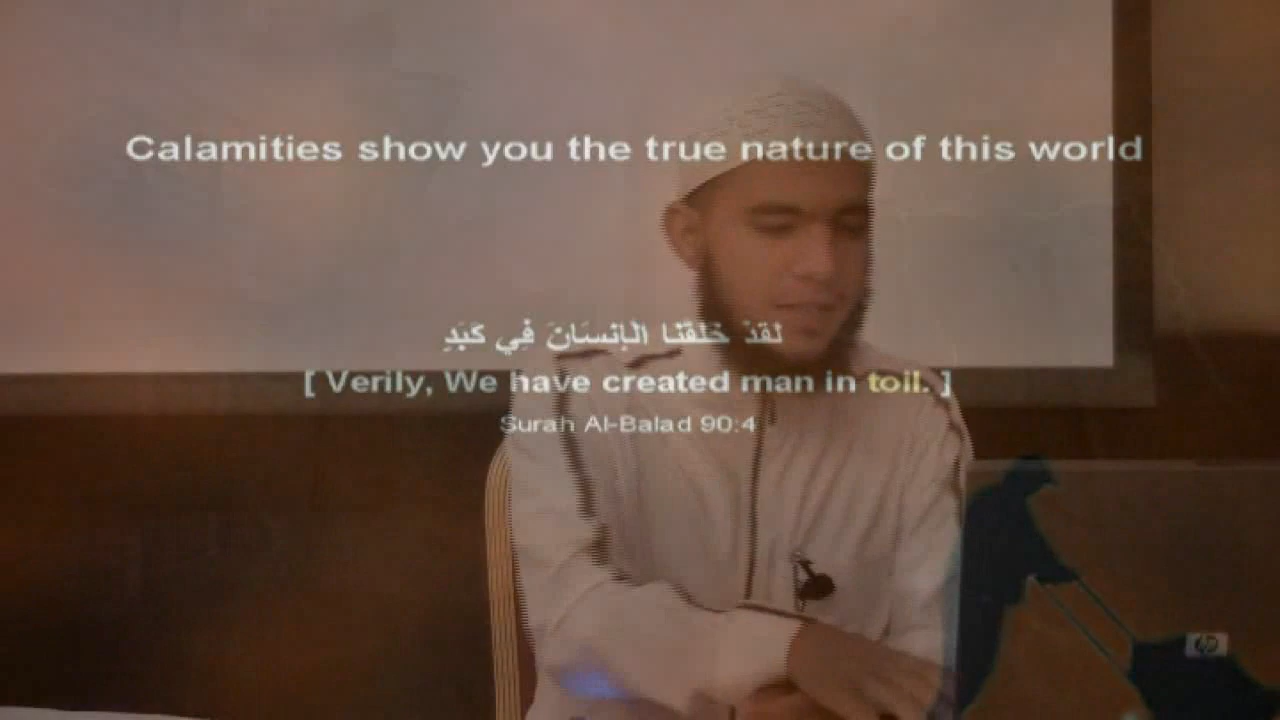 Calamities show you the true nature of this world
لَقَدْ خَلَقْنَا الْإِنسَانَ فِي كَبَدٍ
[ Verily, We have created man in toil. ]
Surah Al-Balad 90:4
hp